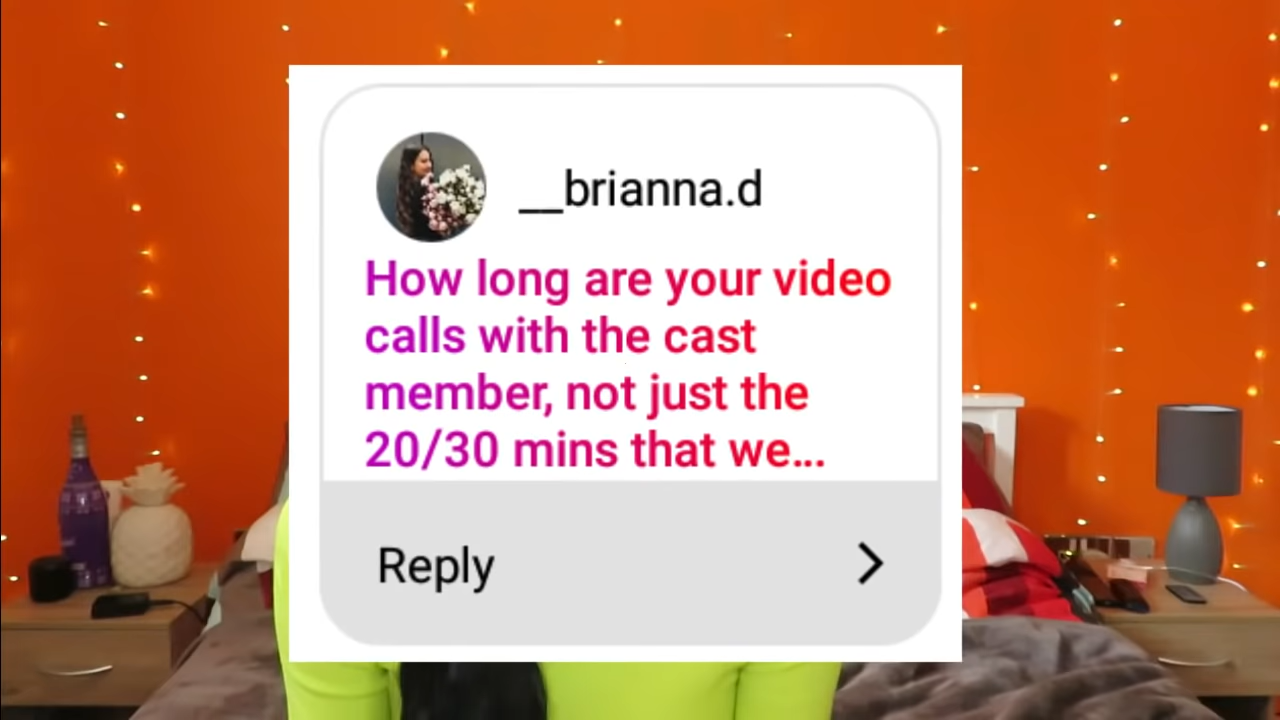 __brianna.d
How long are your video
calls with the cast
member, not just the
20/30 mins that we...
Reply